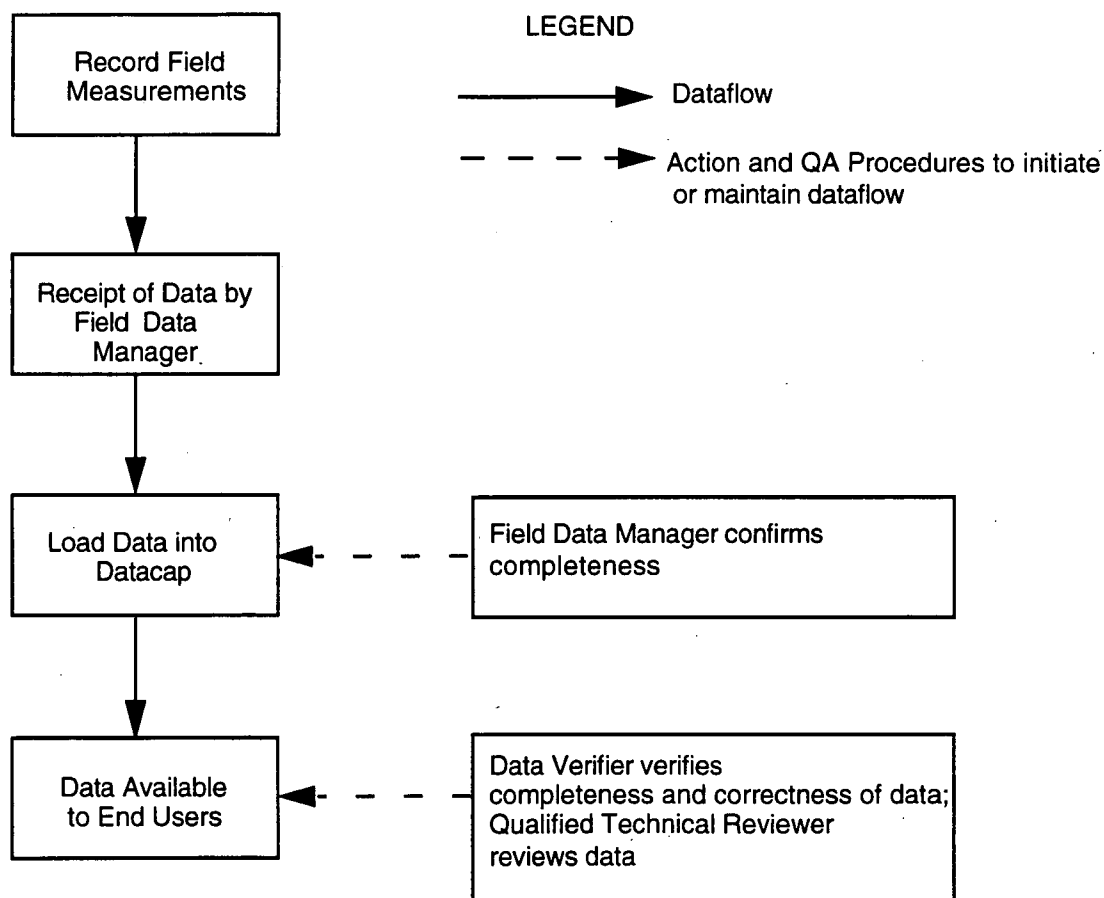 Record Field
Measurements
LEGEND
Dataflow
Action and QA Procedures to initiate
or maintain dataflow
Receipt of Data by
Field Data
Manager
Load Data into
Datacap
Field Data Manager confirms
completeness
Data Available
to End Users
Data Verifier verifies
completeness and correctness of data;
Qualified Technical Reviewer
reviews data